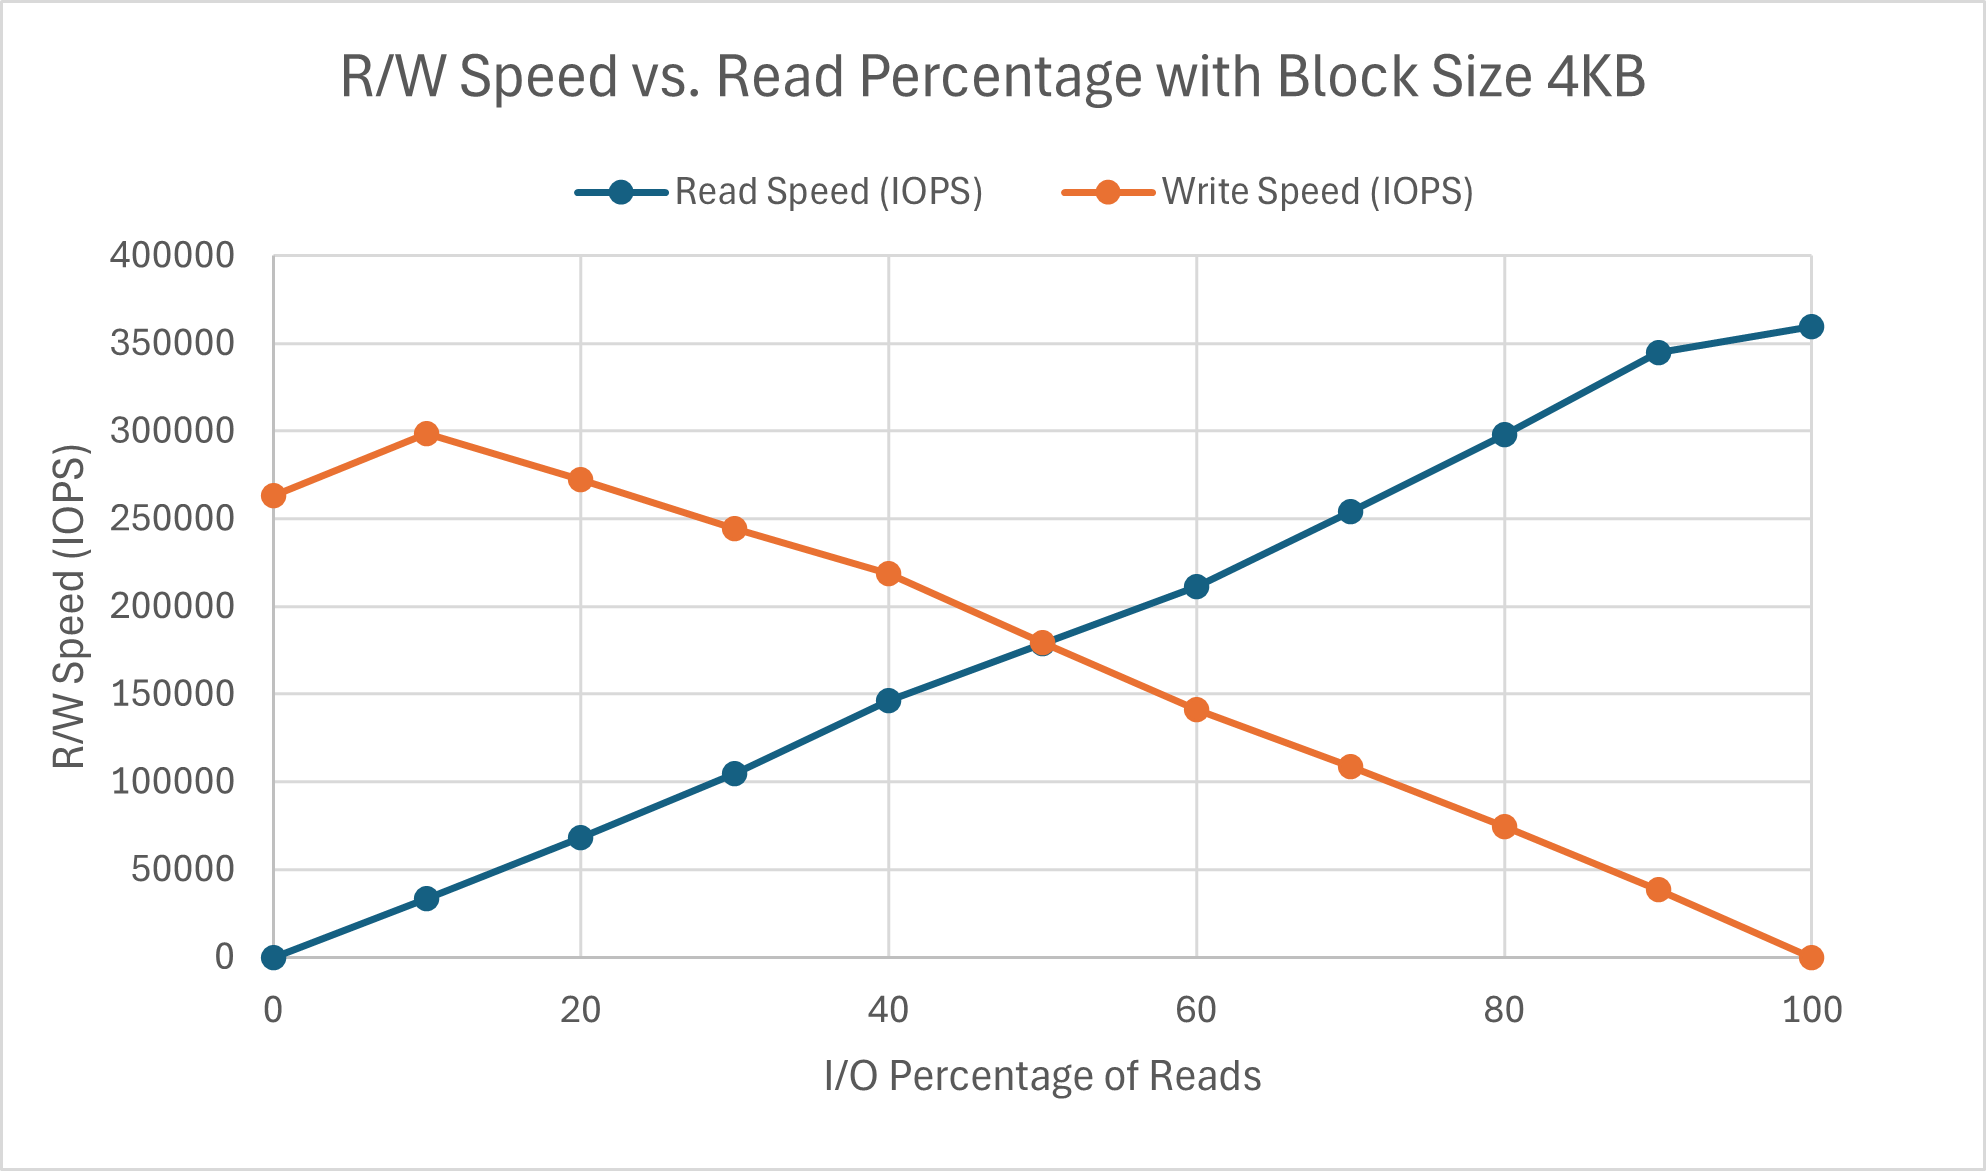 R/W Speed vs. Read Percentage with Block Size 4KB
Read Speed (IOPS) Write Speed (IOPS)
R/W Speed (IOPS)
400000
350000
300000
250000
200000
150000
100000
50000
0
0 20 40 60 80 100
I/O Percentage of Reads